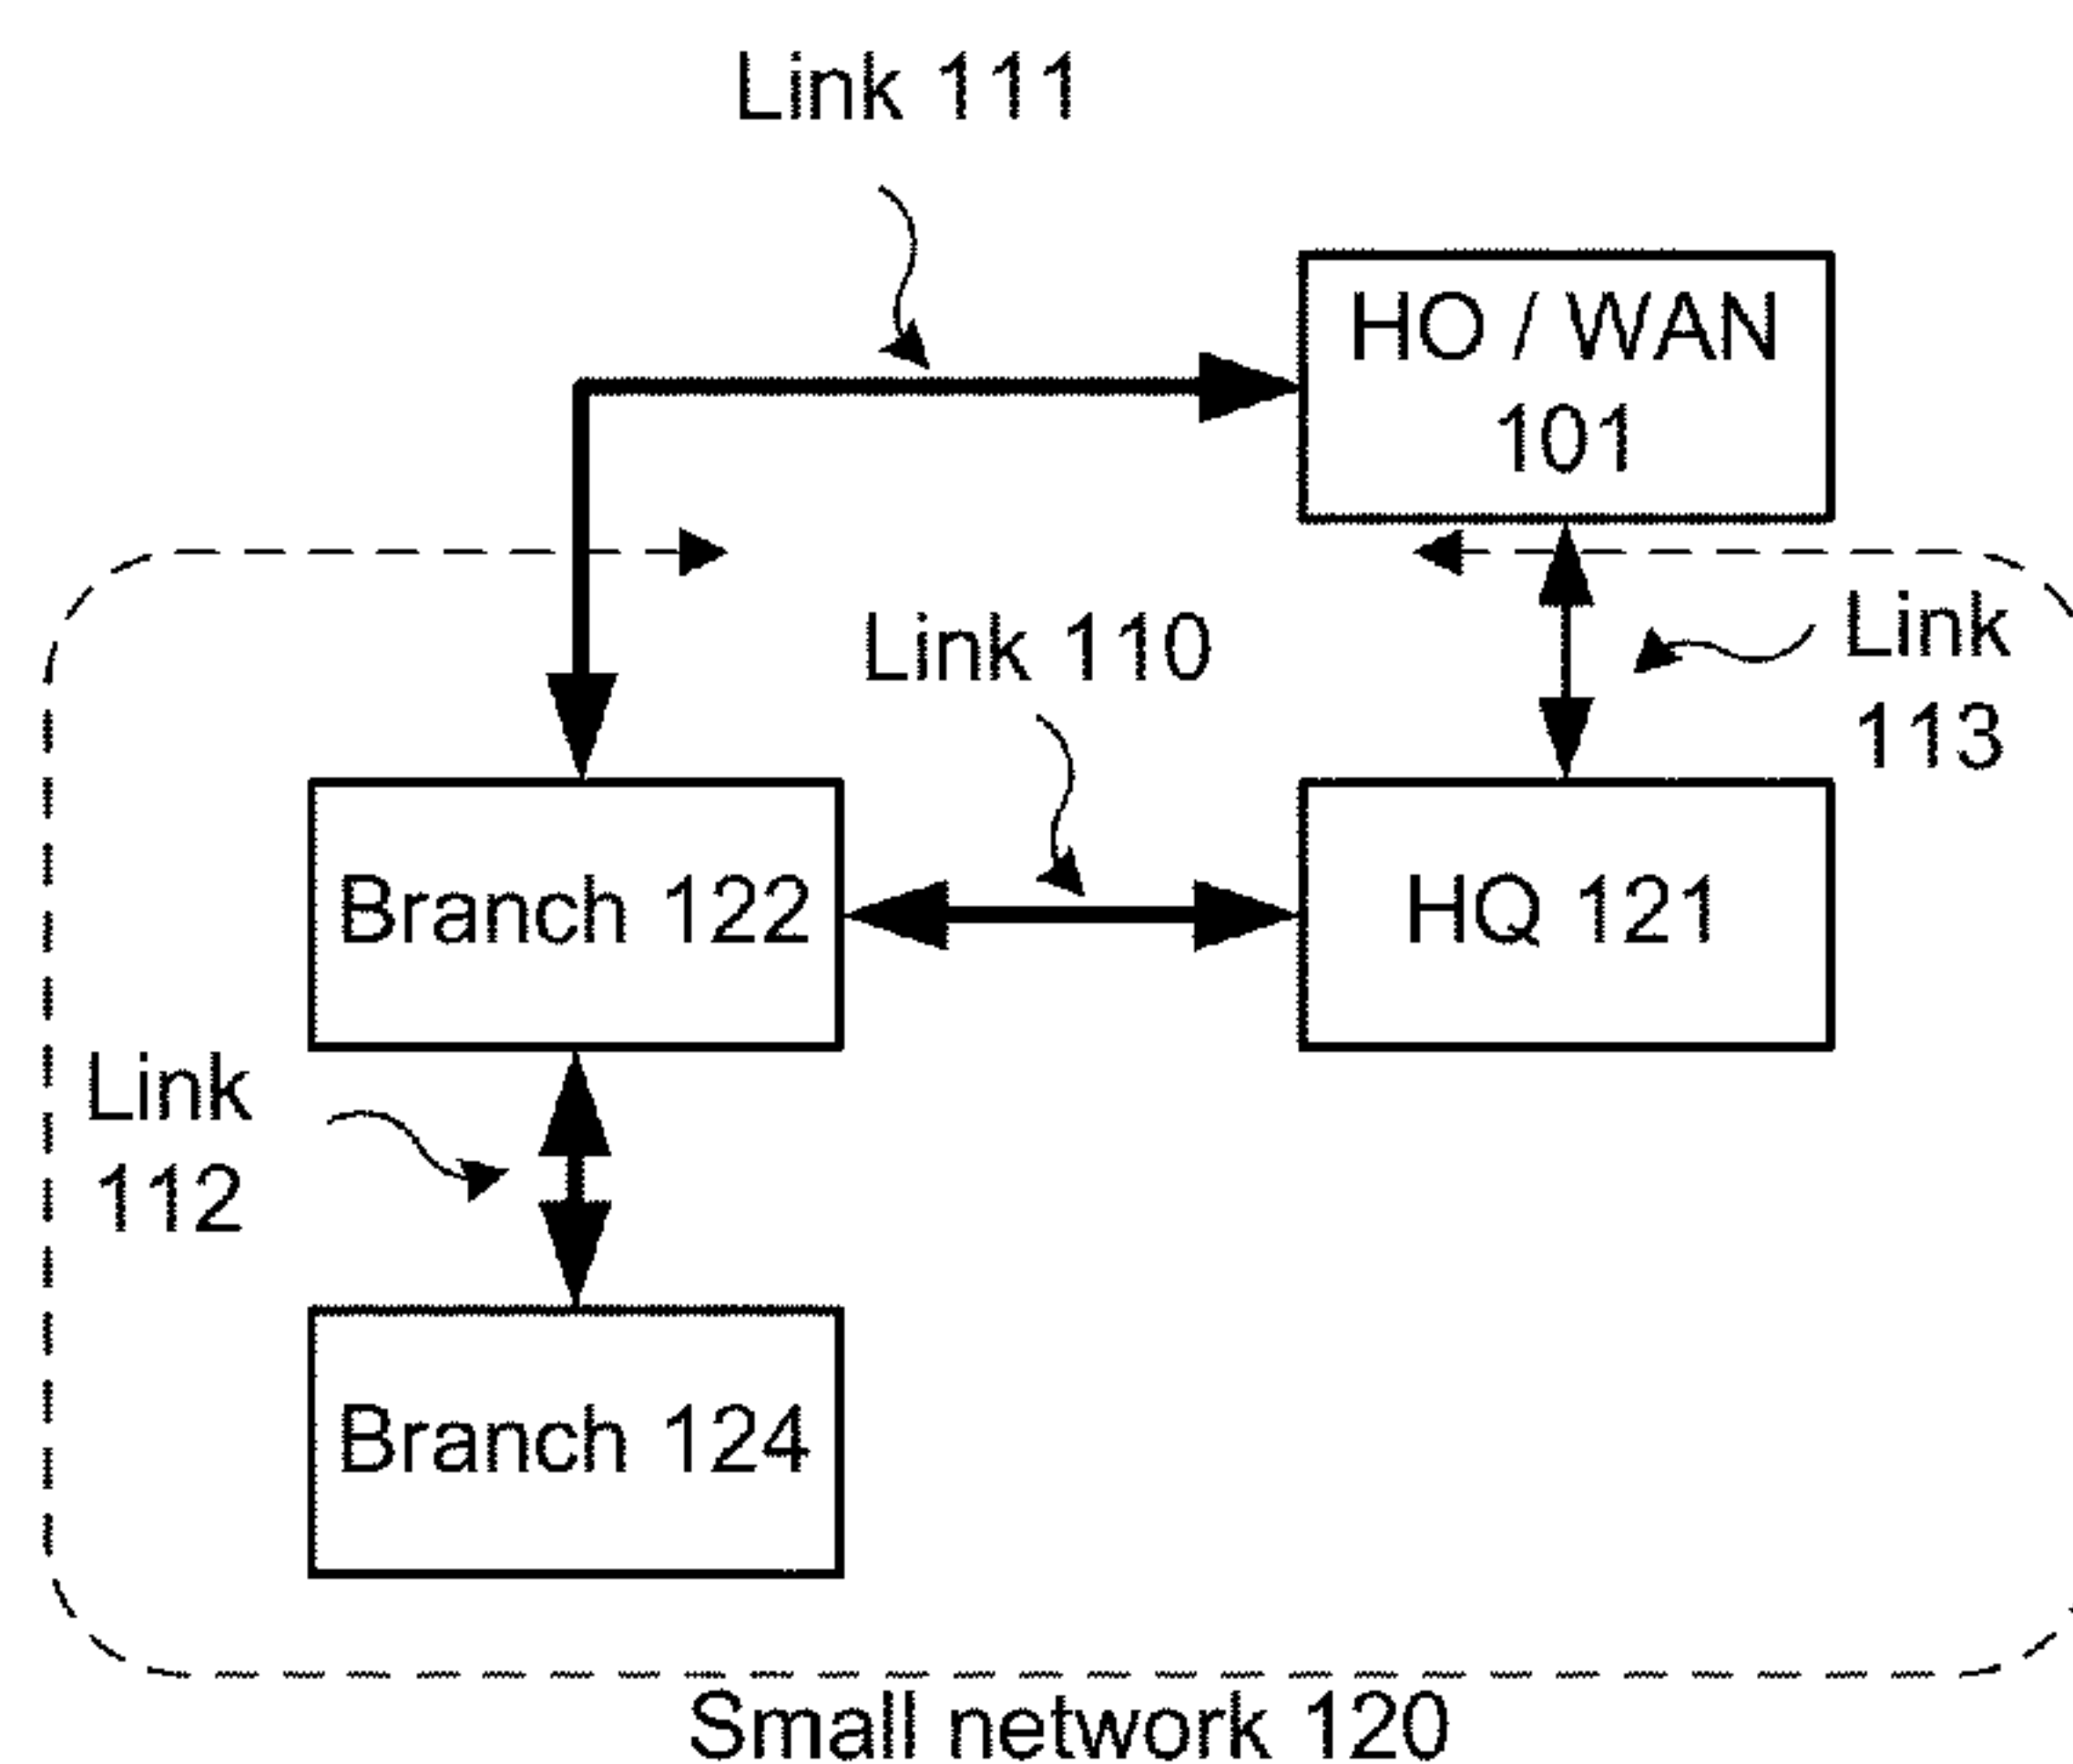 Link 111
HO / WAN
101
Link 110
Link
113
Branch 122
HQ 121
Link
112
Branch 124
Small network 120